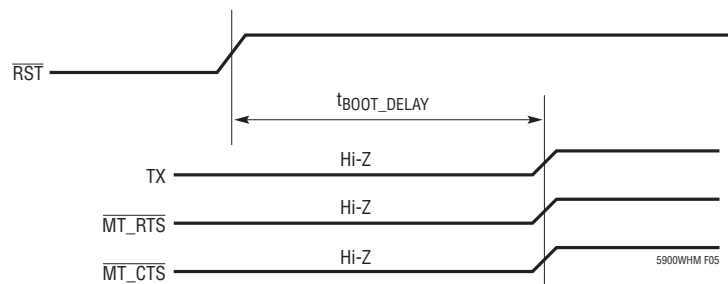 RST
tBOOT_DELAY
TX Hi-Z
MT_RTS Hi-Z
MT_CTS Hi-Z
5900WHM F05